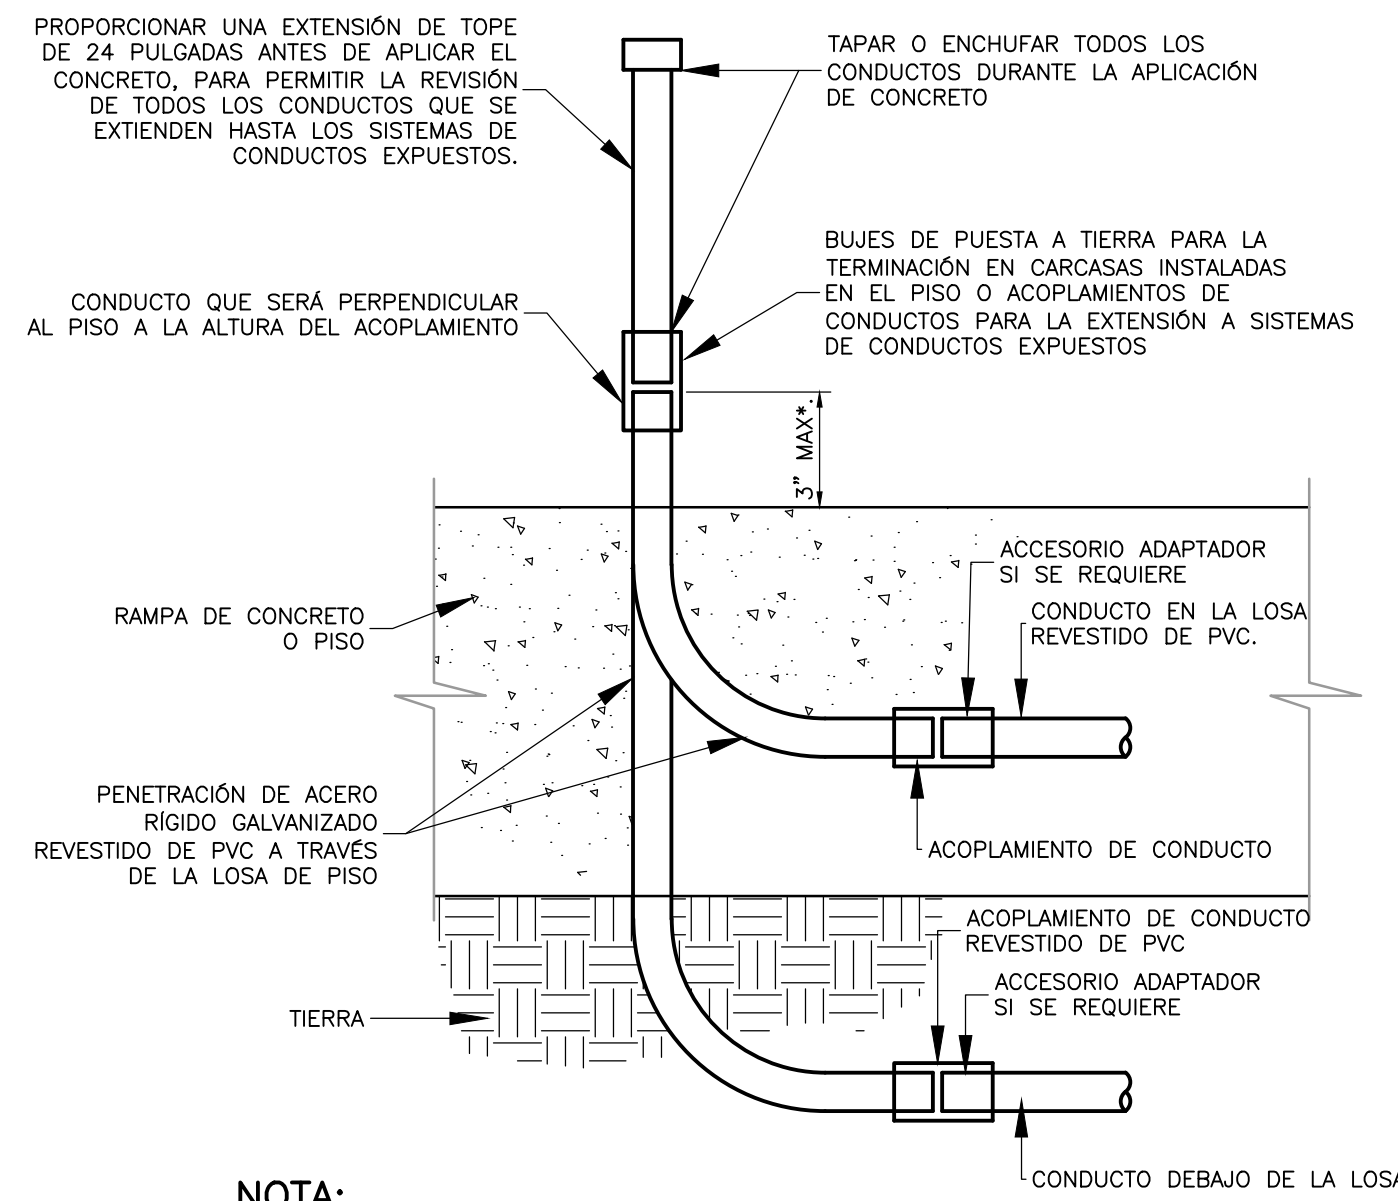 PROPORCIONAR UNA EXTENSIÓN DE TOPE
DE 24 PULGADAS ANTES DE APLICAR EL
CONCRETO, PARA PERMITIR LA REVISIÓN
DE TODOS LOS CONDUCTOS QUE SE
EXTIENDEN HASTA LOS SISTEMAS DE
CONDUCTOS EXPUESTOS.
TAPAR O ENCHUFAR TODOS LOS
CONDUCTOS DURANTE LA APLICACIÓN
DE CONCRETO
BUJES DE PUESTA A TIERRA PARA LA
TERMINACIÓN EN CARCASAS INSTALADAS
EN EL PISO O ACOPLAMIENTOS DE
CONDUCTOS PARA LA EXTENSIÓN A SISTEMAS
DE CONDUCTOS EXPUESTOS
CONDUCTO QUE SERÁ PERPENDICULAR
AL PISO A LA ALTURA DEL ACOPLAMIENTO
3" MAX*.
ACCESORIO ADAPTADOR
SI SE REQUIERE
CONDUCTO EN LA LOSA
REVESTIDO DE PVC.
RAMPA DE CONCRETO
O PISO
PENETRACIÓN DE ACERO
RÍGIDO GALVANIZADO
REVESTIDO DE PVC A TRAVÉS
DE LA LOSA DE PISO
ACOPLAMIENTO DE CONDUCTO
ACOPLAMIENTO DE CONDUCTO
REVESTIDO DE PVC
ACCESORIO ADAPTADOR
SI SE REQUIERE
TIERRA
CONDUCTO DEBAJO DE LA LOSA
NOTA: